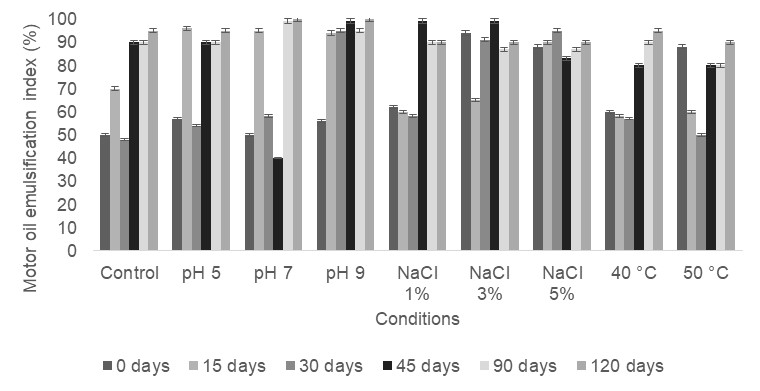 Motor oil emulsification index (%)
100
90
80
70
60
50
40
30
20
10
0
Control pH 5 pH 7 pH 9 NaCl 1% NaCl 3% NaCl 5% 40 °C 50 °C
Conditions
0 days 15 days 30 days 45 days 90 days 120 days